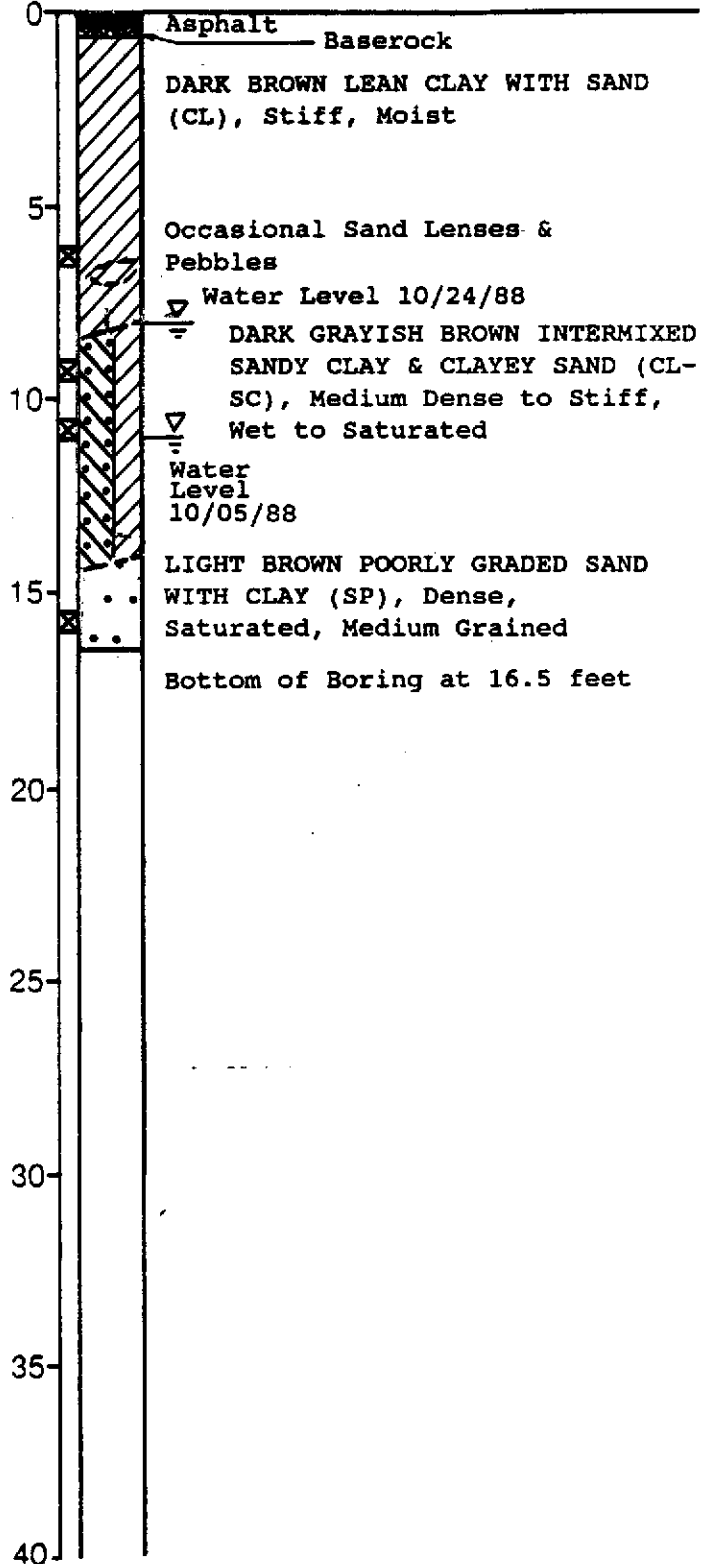 0
Asphalt
Baserock
DARK BROWN LEAN CLAY WITH SAND
(CL), Stiff, Moist
5
Occasional Sand Lenses &
Pebbles
Water Level 10/24/88
DARK GRAYISH BROWN INTERMIXED
SANDY CLAY & CLAYEY SAND (CL-
SC), Medium Dense to Stiff,
10
Wet to Saturated
Water
Level
10/05/88
LIGHT BROWN POORLY GRADED SAND
15
WITH CLAY (SP), Dense,
Saturated, Medium Grained
Bottom of Boring at 16.5 feet
20
25
30
35
40